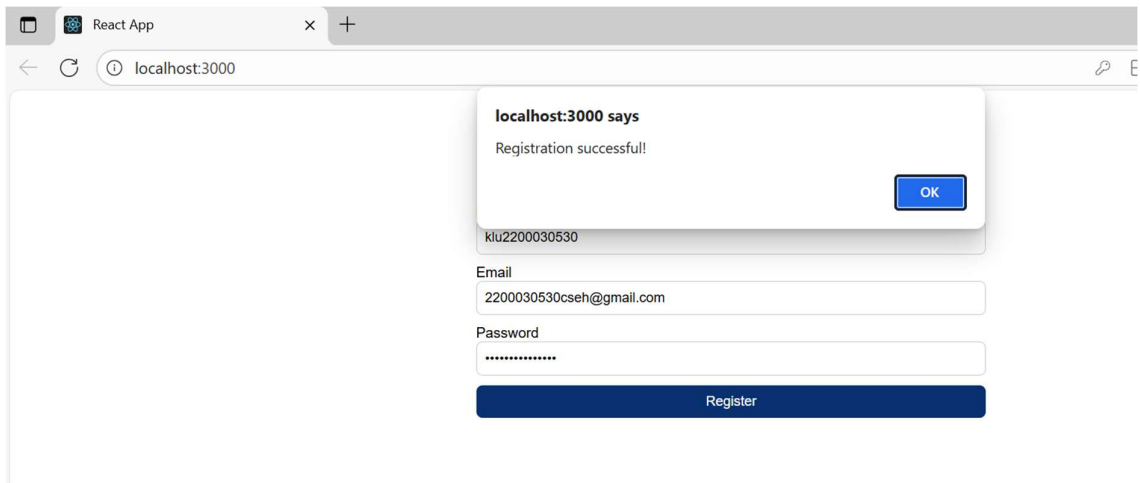 React App
localhost:3000
localhost:3000 says
Registration successful!
OK
klu2200030530
Email
2200030530cseh@gmail.com
Password
•••••••••••••••
Register